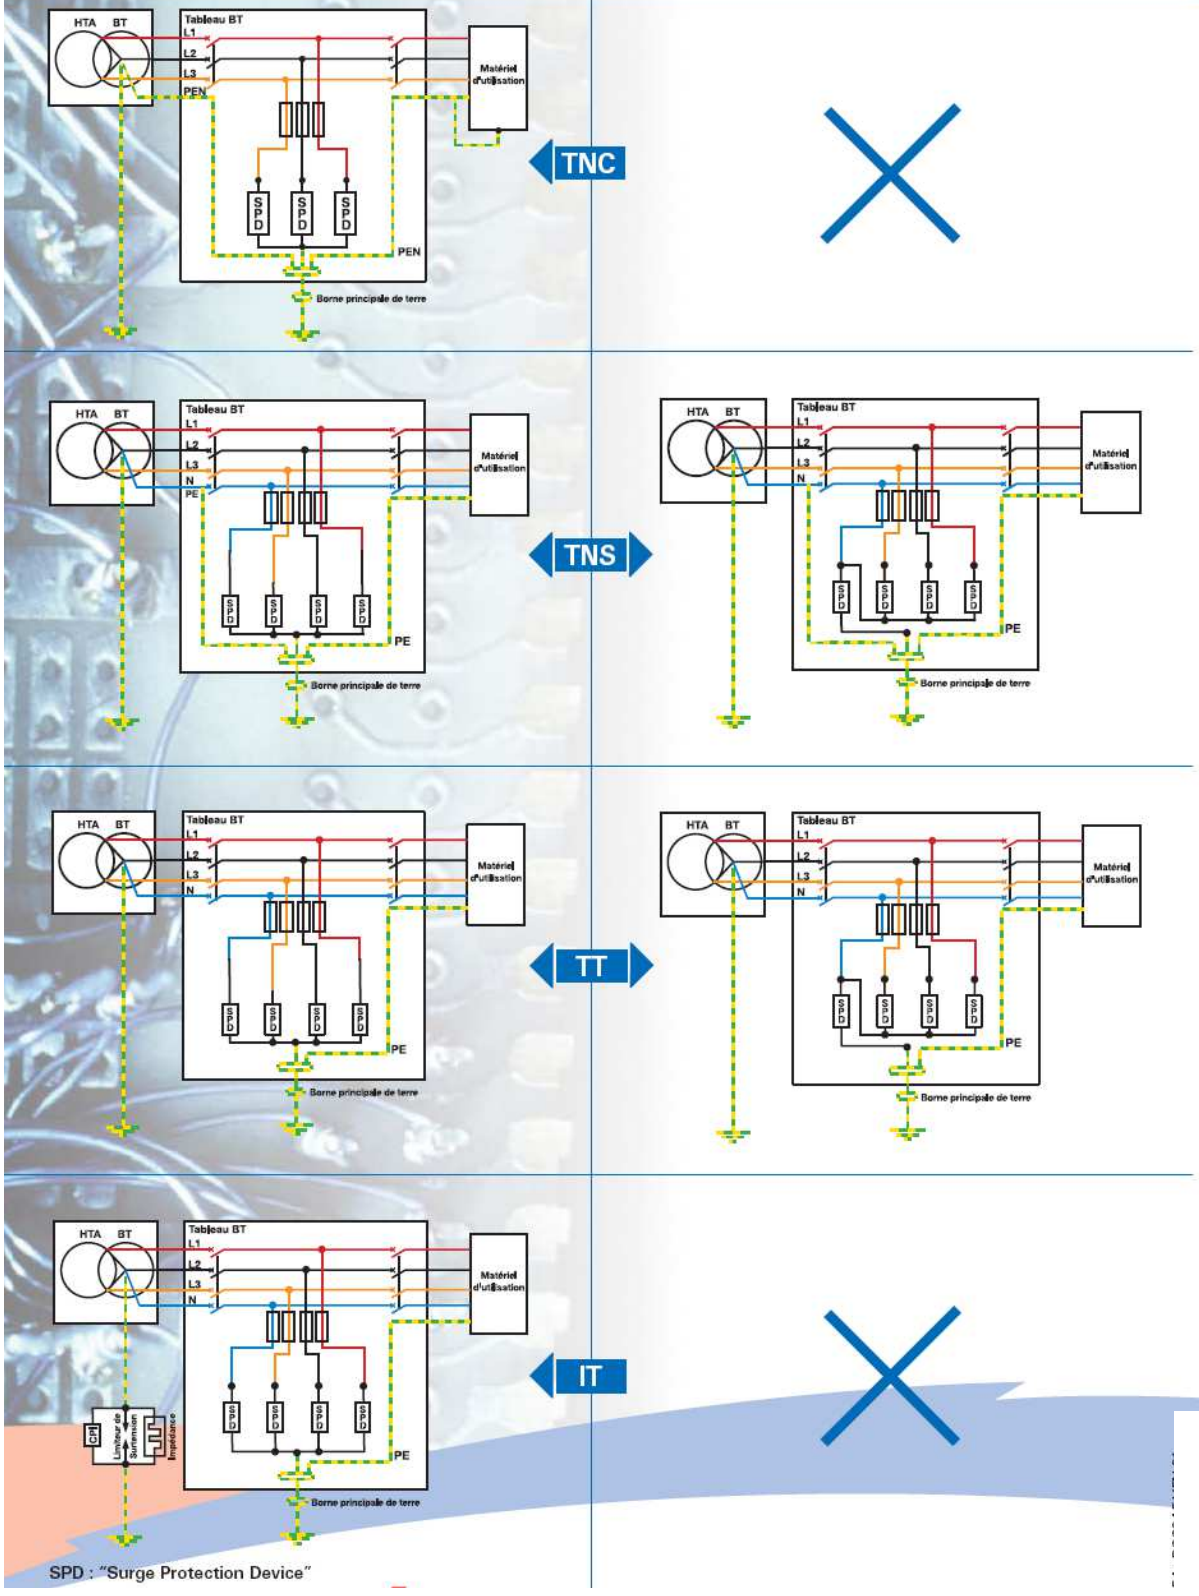 HTA BT
Tableau BT
L1
L2
L3
PEN
Matériel
d'utilisation
SPD
SPD
SPD
PEN
Borne principale de terre
TNC
HTA BT
Tableau BT
L1
L2
L3
N
PE
Matériel
d'utilisation
SPD
SPD
SPD
SPD
PE
Borne principale de terre
TNS
HTA BT
Tableau BT
L1
L2
L3
N
Matériel
d'utilisation
SPD
SPD
SPD
SPD
PE
Borne principale de terre
HTA BT
Tableau BT
L1
L2
L3
N
Matériel
d'utilisation
SPD
SPD
SPD
SPD
PE
Borne principale de terre
TT
HTA BT
Tableau BT
L1
L2
L3
N
Matériel
d'utilisation
SPD
SPD
SPD
SPD
PE
Borne principale de terre
HTA BT
Tableau BT
L1
L2
L3
N
Matériel
d'utilisation
CPI
Limiteur de
Surtension
Impédance
SPD
SPD
SPD
SPD
PE
Borne principale de terre
IT
SPD : "Surge Protection Device"